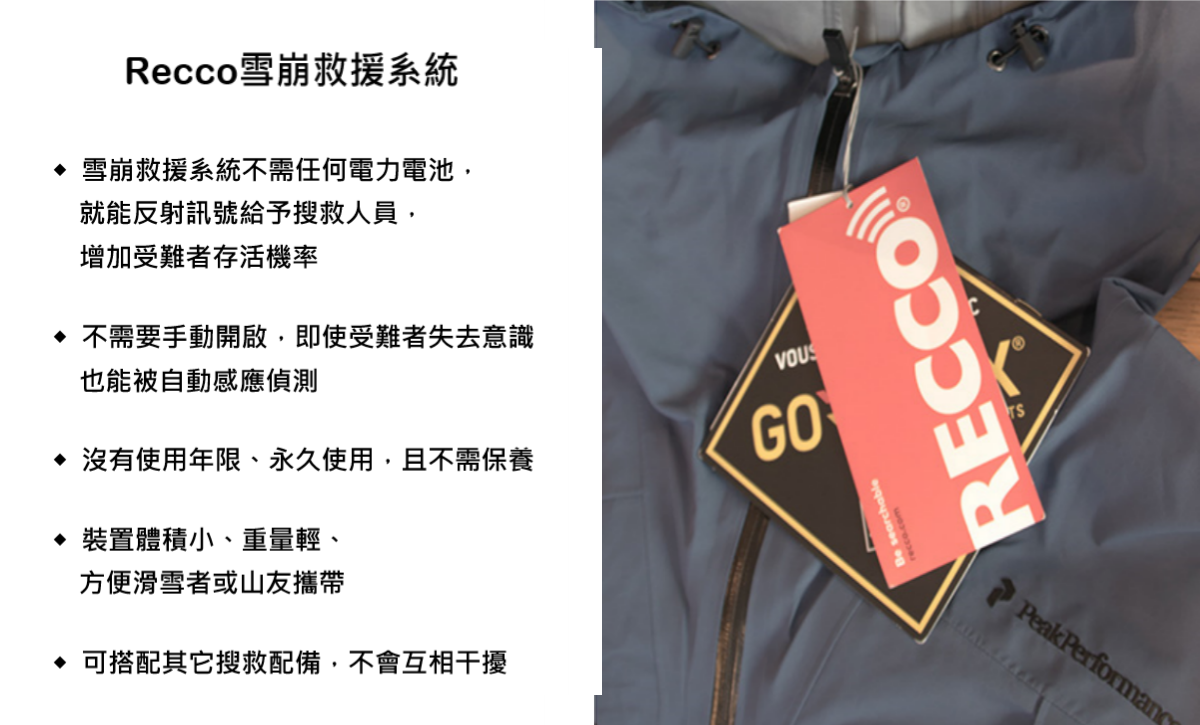 Recco雪崩救援系統
◆ 雪崩救援系統不需任何電力電池，
就能反射訊號給予搜救人員，
增加受難者存活機率
◆ 不需要手動開啟，即使受難者失去意識
也能被自動感應偵測
◆ 沒有使用年限、永久使用，且不需保養
◆ 裝置體積小、重量輕、
方便滑雪者或山友攜帶
◆ 可搭配其它搜救配備，不會互相干擾
RECCO®
Be searchable
recco.com
VOUS
C
GO
X®
TS
PeakPerformance